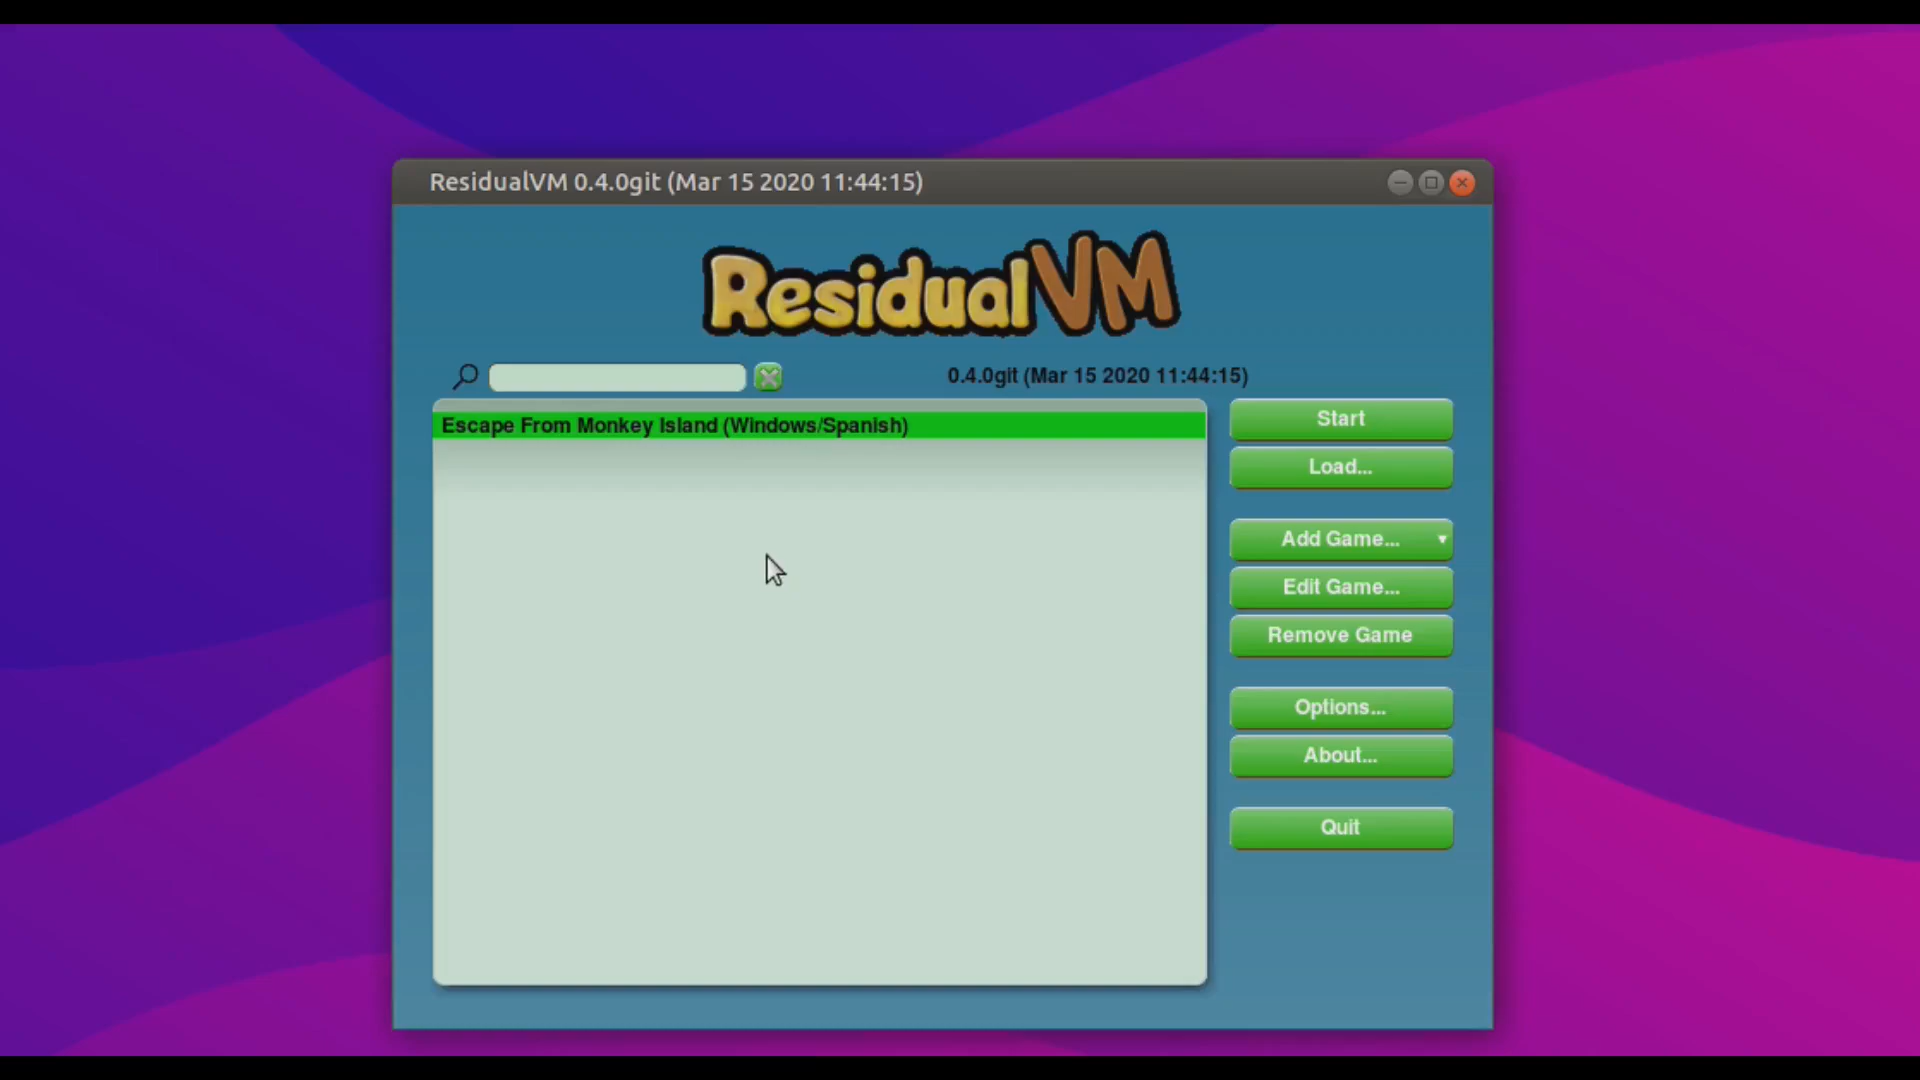 ResidualVM 0.4.0git (Mar 15 2020 11:44:15)
ResidualVM
0.4.0git (Mar 15 2020 11:44:15)
Escape From Monkey Island (Windows/Spanish)
Start
Load...
Add Game...
Edit Game...
Remove Game
Options...
About...
Quit